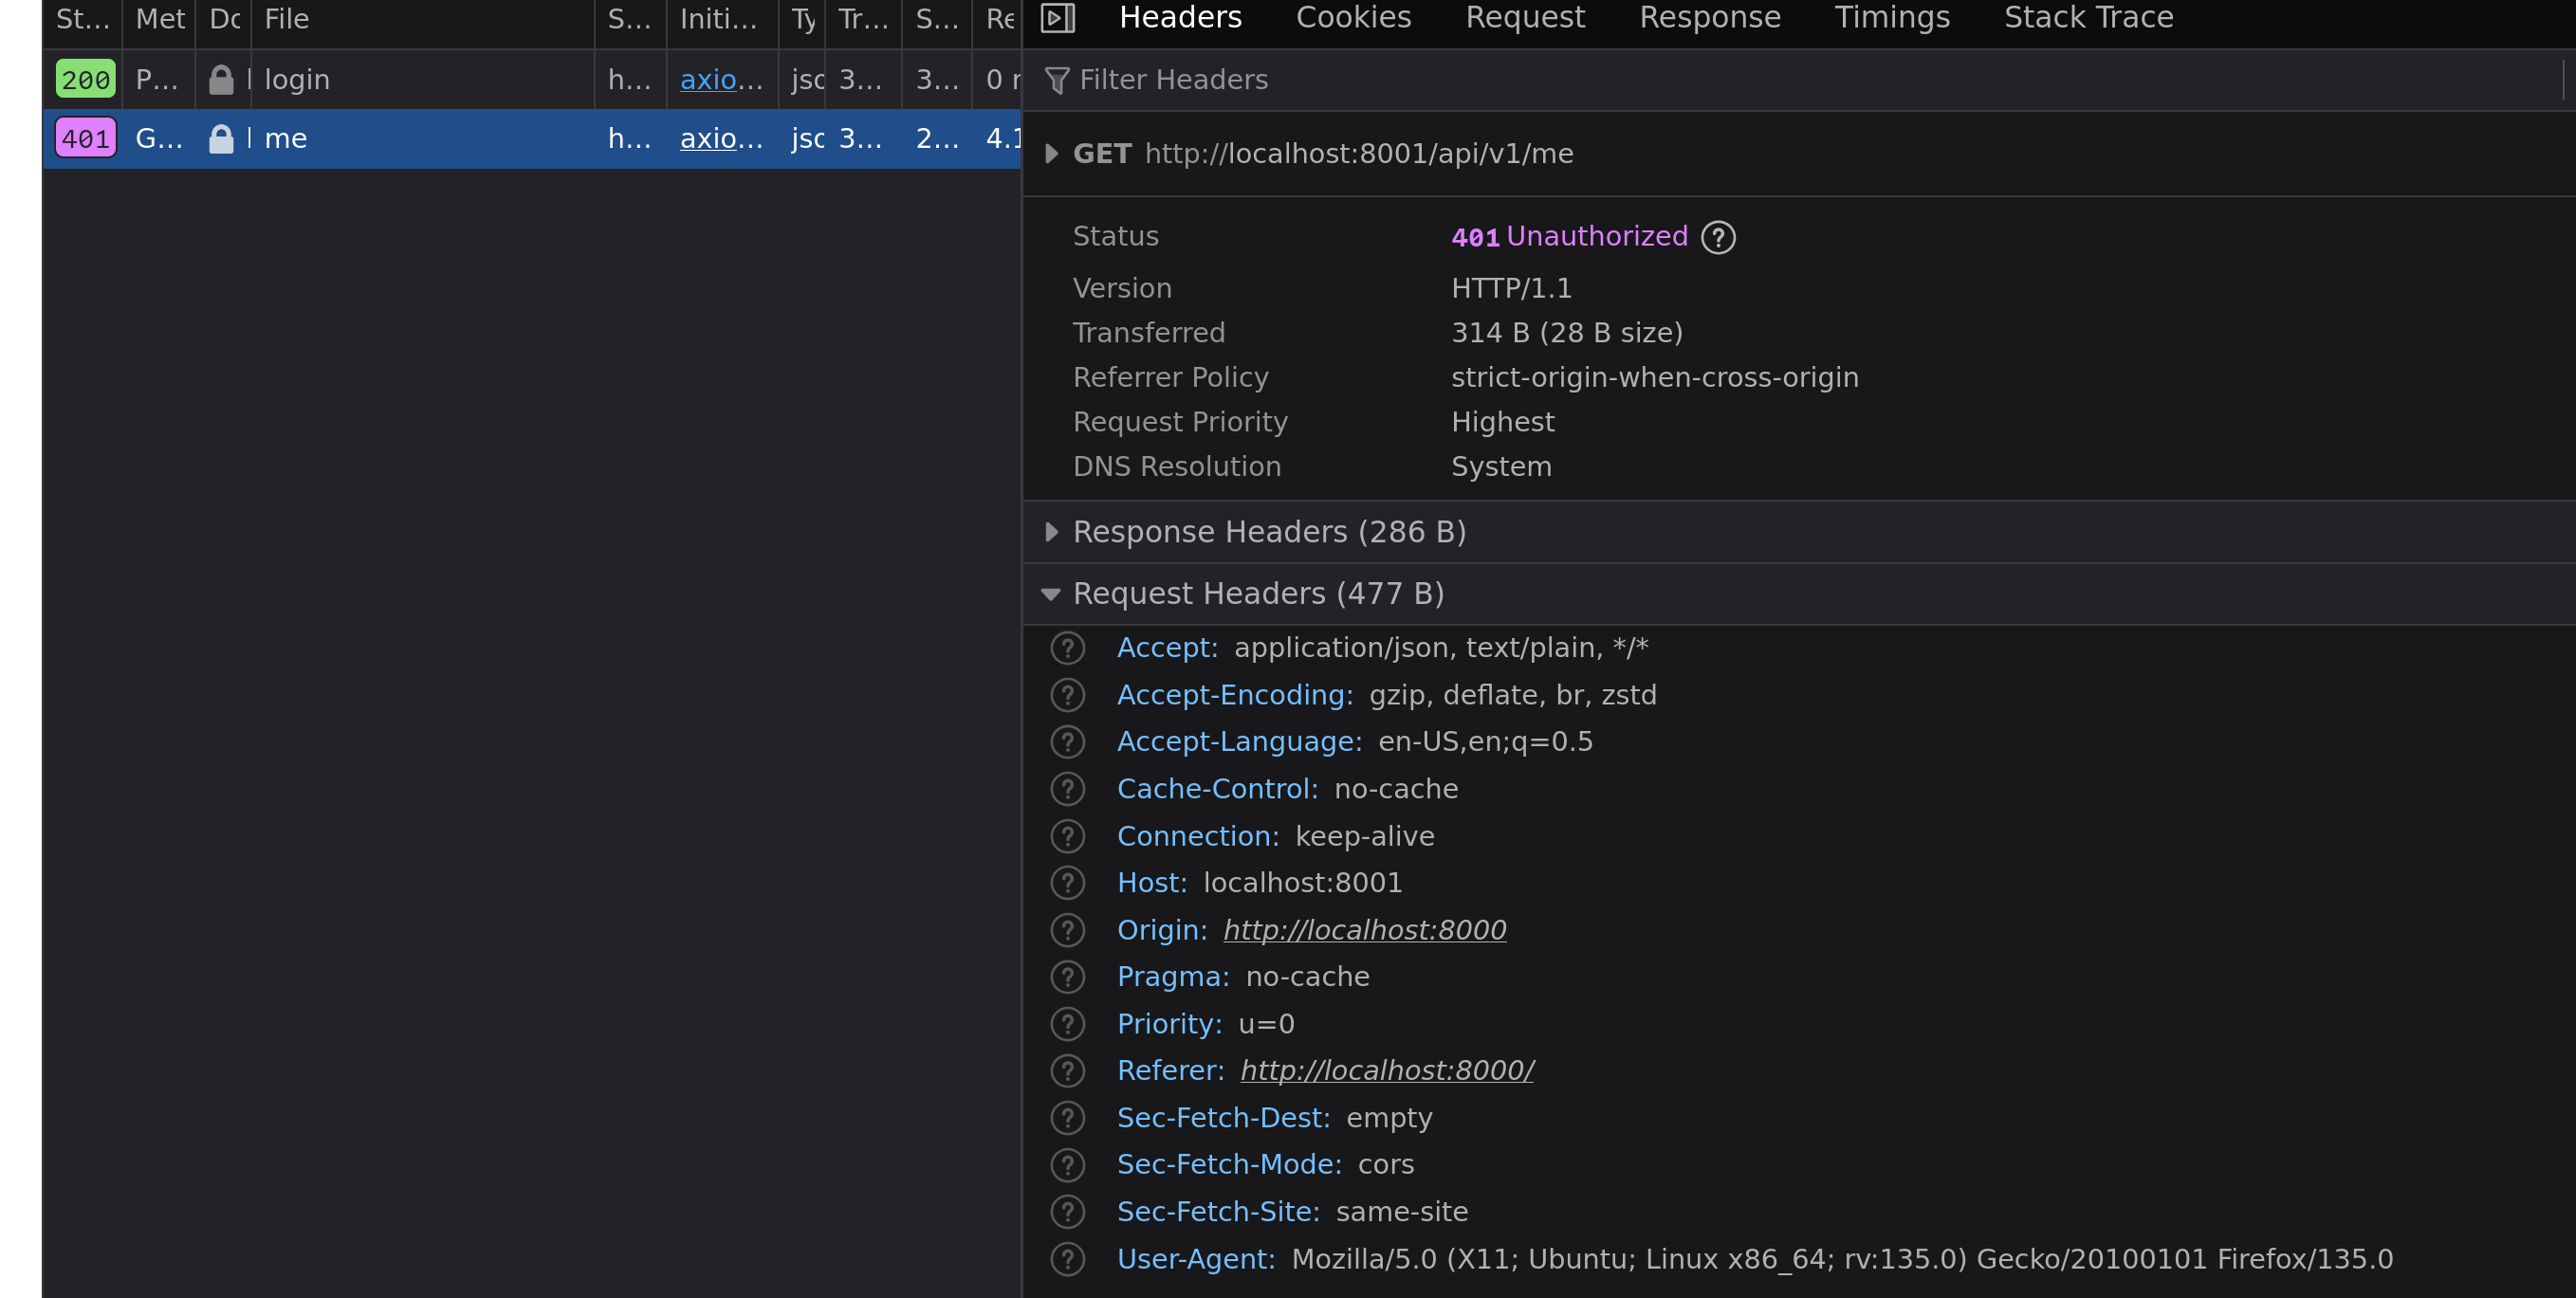 St… Met Do File S… Initi… Ty Tr… S… Re
200 P… login h… axio… jsc 3… 3… 0 r
401 G… me h… axio… jsc 3… 2… 4.1
Headers Cookies Request Response Timings Stack Trace
Filter Headers
GET http://localhost:8001/api/v1/me
Status 401 Unauthorized
Version HTTP/1.1
Transferred 314 B (28 B size)
Referrer Policy strict-origin-when-cross-origin
Request Priority Highest
DNS Resolution System
Response Headers (286 B)
Request Headers (477 B)
Accept: application/json, text/plain, */*
Accept-Encoding: gzip, deflate, br, zstd
Accept-Language: en-US,en;q=0.5
Cache-Control: no-cache
Connection: keep-alive
Host: localhost:8001
Origin: http://localhost:8000
Pragma: no-cache
Priority: u=0
Referer: http://localhost:8000/
Sec-Fetch-Dest: empty
Sec-Fetch-Mode: cors
Sec-Fetch-Site: same-site
User-Agent: Mozilla/5.0 (X11; Ubuntu; Linux x86_64; rv:135.0) Gecko/20100101 Firefox/135.0